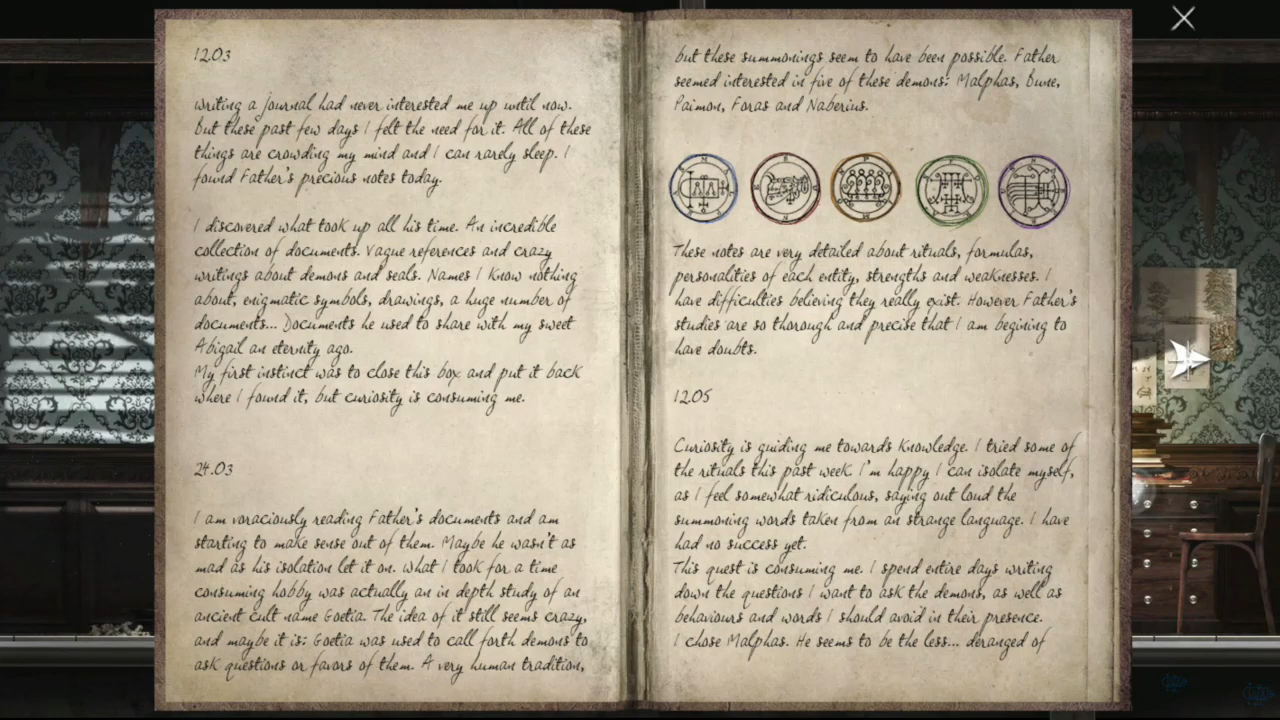 12.03
Writing a journal had never interested me up until now.
But these past few days I felt the need for it. All of these
things are crowding my mind and I can rarely sleep. I
found Father's precious notes today.
I discovered what took up all his time. An incredible
collection of documents. Vague references and crazy
writings about demons and seals. Names I know nothing
about, enigmatic symbols, drawings, a huge number of
documents... Documents he used to share with my sweet
Abigail an eternity ago.
My first instinct was to close this box and put it back
where I found it, but curiosity is consuming me.
24.03
I am voraciously reading Father's documents and am
starting to make sense out of them. Maybe he wasn't as
mad as his isolation let it on. What I took for a time
consuming hobby was actually an in depth study of an
ancient cult name Goetia. The idea of it still seems crazy,
and maybe it is: Goetia was used to call forth demons to
ask questions or favors of them. A very human tradition,
but these summonings seem to have been possible. Father
seemed interested in five of these demons: Malphas, Bune,
Paimon, Foras and Naberius.
These notes are very detailed about rituals, formulas,
personalities of each entity, strengths and weaknesses. I
have difficulties believing they really exist. However Father's
studies are so thorough and precise that I am begining to
have doubts.
12.05
Curiosity is guiding me towards knowledge. I tried some of
the rituals this past week. I'm happy I can isolate myself,
as I feel somewhat ridiculous, saying out loud the
summoning words taken from an strange language. I have
had no success yet.
This quest is consuming me. I spend entire days writing
down the questions I want to ask the demons, as well as
behaviours and words I should avoid in their presence.
I chose Malphas. He seems to be the less... deranged of